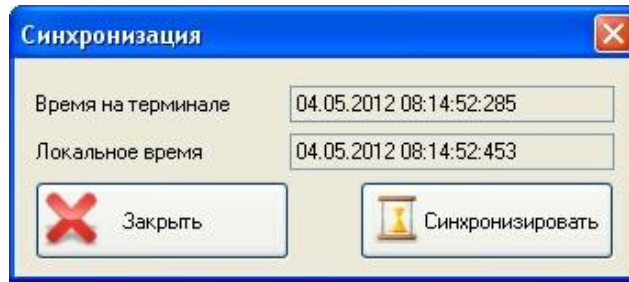 Синхронизация
Время на терминале 04.05.2012 08:14:52:285
Локальное время 04.05.2012 08:14:52:453
Закрыть Синхронизировать